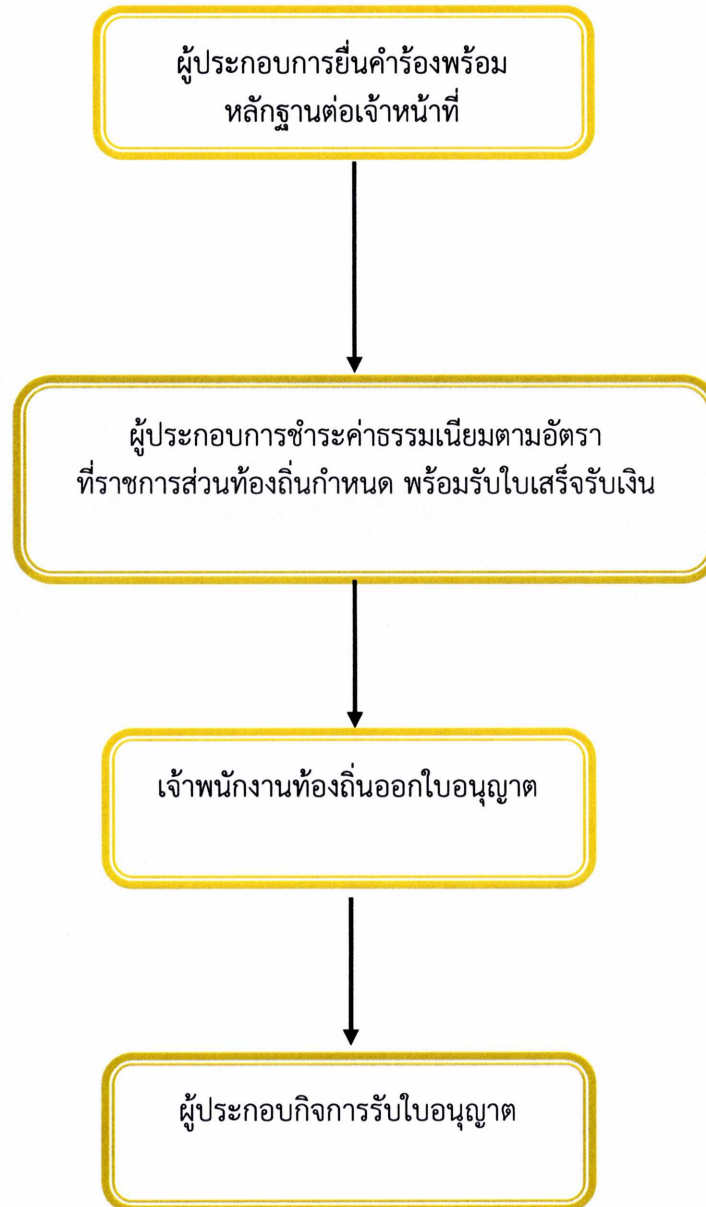 ผู้ประกอบการยื่นคำร้องพร้อม
หลักฐานต่อเจ้าหน้าที่
ผู้ประกอบการชำระค่าธรรมเนียมตามอัตรา
ที่ราชการส่วนท้องถิ่นกำหนด พร้อมรับใบเสร็จรับเงิน
เจ้าพนักงานท้องถิ่นออกใบอนุญาต
ผู้ประกอบกิจการรับใบอนุญาต